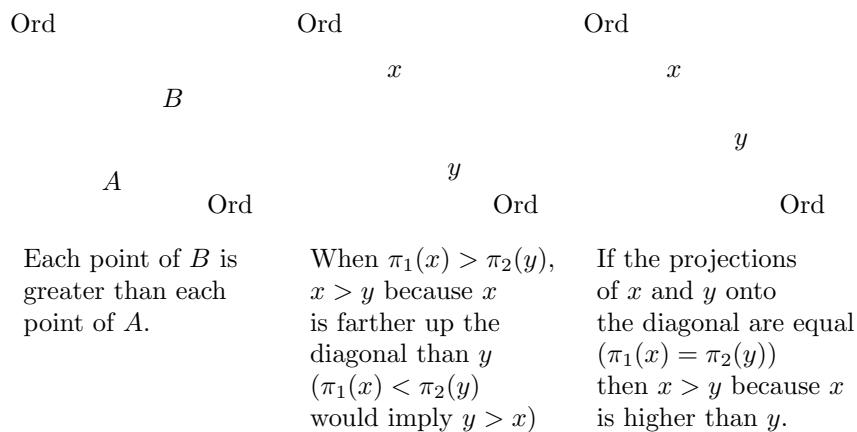 Ord
x
B
A
Ord
Each point of B is
greater than each
point of A.
Ord
x
y
Ord
When π₁(x) > π₂(y),
x > y because x
is farther up the
diagonal than y
(π₁(x) < π₂(y)
would imply y > x)
Ord
x
y
Ord
If the projections
of x and y onto
the diagonal are equal
(π₁(x) = π₂(y))
then x > y because x
is higher than y.